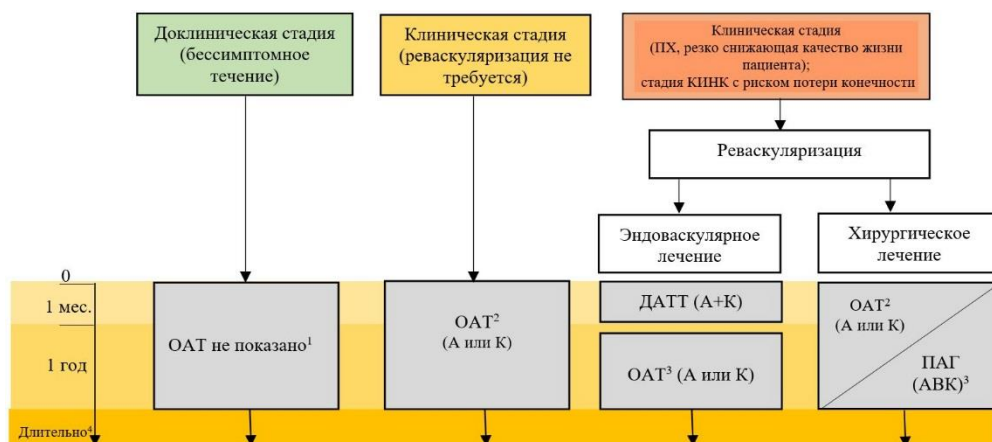 Доклиническая стадия
(бессимптомное
течение)
Клиническая стадия
(реваскуляризация не
требуется)
Клиническая стадия
(ПХ, резко снижающая качество жизни
пациента);
стадия КИНК с риском потери конечности
Реваскуляризация
Эндоваскулярное
лечение
Хирургическое
лечение
0
1 мес.
1 год
Длительно⁴
ОАТ не показано¹
ОАТ²
(А или К)
ДАТТ (А+К)
ОАТ³ (А или К)
ОАТ²
(А или К)
ПАГ
(АВК)³